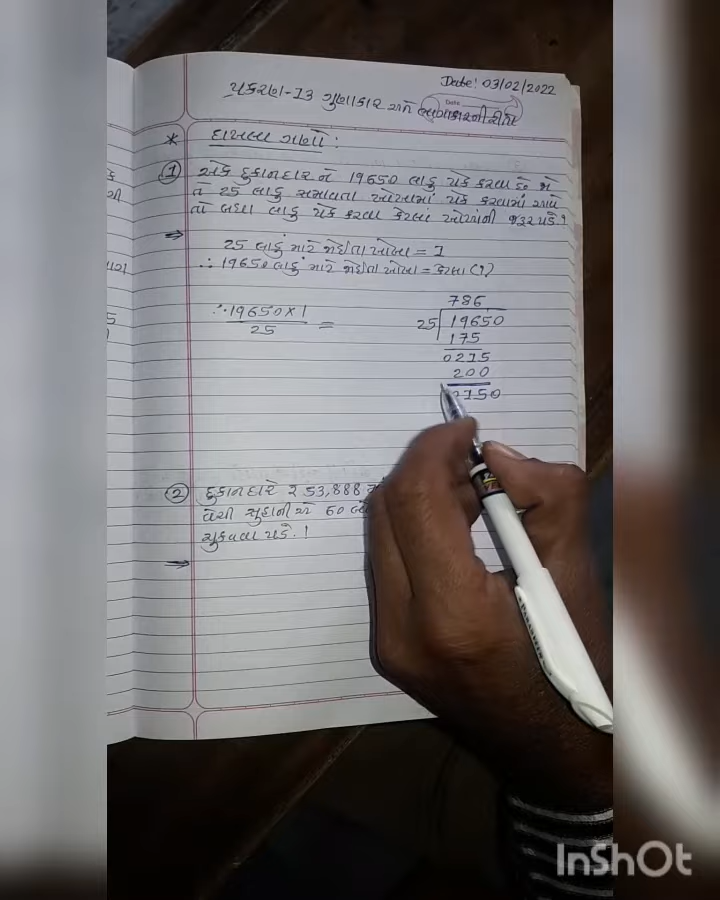 Date: 03/02/2022
પ્રકરણ-13 ગુણાકાર અને ભાગાકારની રીતો
* દાખલા ગણો :
① એક દુકાનદારને 19650 લાડુ પેક કરવા છે. જો
તે 25 લાડુ સમાવતા ખોખામાં પેક કરવામાં આવે
તો બધા લાડુ પેક કરવા કેટલા ખોખાંની જરૂર પડે.?
⇒ 25 લાડું માટે જોઈતા ખોખા = 1
∴ 19650 લાડું માટે જોઈતા ખોખા = કેટલા (?)
786
∴ 19650 × 1 / 25 = 25 19650
175
0215
200
2150
② દુકાનદારે ₹ 53,888
વેચી સુહાનીએ 60
ચુકવવા પડે. !
⇒
InShOt